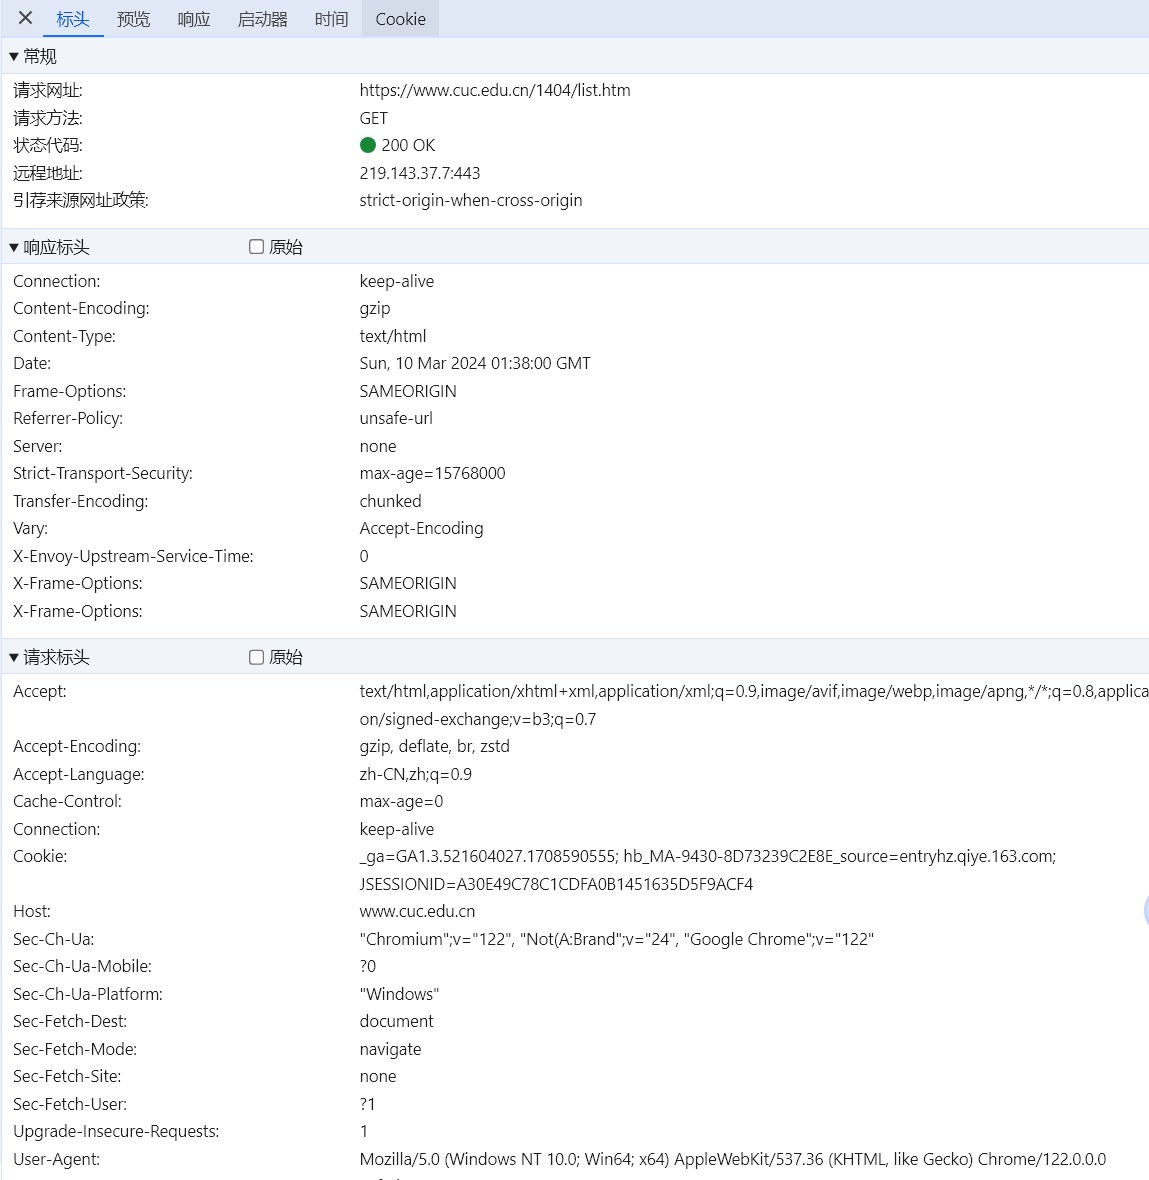 标头 预览 响应 启动器 时间 Cookie
常规
请求网址: https://www.cuc.edu.cn/1404/list.htm
请求方法: GET
状态代码: 200 OK
远程地址: 219.143.37.7:443
引荐来源网址政策: strict-origin-when-cross-origin
响应标头 原始
Connection: keep-alive
Content-Encoding: gzip
Content-Type: text/html
Date: Sun, 10 Mar 2024 01:38:00 GMT
Frame-Options: SAMEORIGIN
Referrer-Policy: unsafe-url
Server: none
Strict-Transport-Security: max-age=15768000
Transfer-Encoding: chunked
Vary: Accept-Encoding
X-Envoy-Upstream-Service-Time: 0
X-Frame-Options: SAMEORIGIN
X-Frame-Options: SAMEORIGIN
请求标头 原始
Accept: text/html,application/xhtml+xml,application/xml;q=0.9,image/avif,image/webp,image/apng,*/*;q=0.8,applica
on/signed-exchange;v=b3;q=0.7
Accept-Encoding: gzip, deflate, br, zstd
Accept-Language: zh-CN,zh;q=0.9
Cache-Control: max-age=0
Connection: keep-alive
Cookie: _ga=GA1.3.521604027.1708590555; hb_MA-9430-8D73239C2E8E_source=entryhz.qiye.163.com;
JSESSIONID=A30E49C78C1CDFA0B1451635D5F9ACF4
Host: www.cuc.edu.cn
Sec-Ch-Ua: "Chromium";v="122", "Not(A:Brand";v="24", "Google Chrome";v="122"
Sec-Ch-Ua-Mobile: ?0
Sec-Ch-Ua-Platform: "Windows"
Sec-Fetch-Dest: document
Sec-Fetch-Mode: navigate
Sec-Fetch-Site: none
Sec-Fetch-User: ?1
Upgrade-Insecure-Requests: 1
User-Agent: Mozilla/5.0 (Windows NT 10.0; Win64; x64) AppleWebKit/537.36 (KHTML, like Gecko) Chrome/122.0.0.0